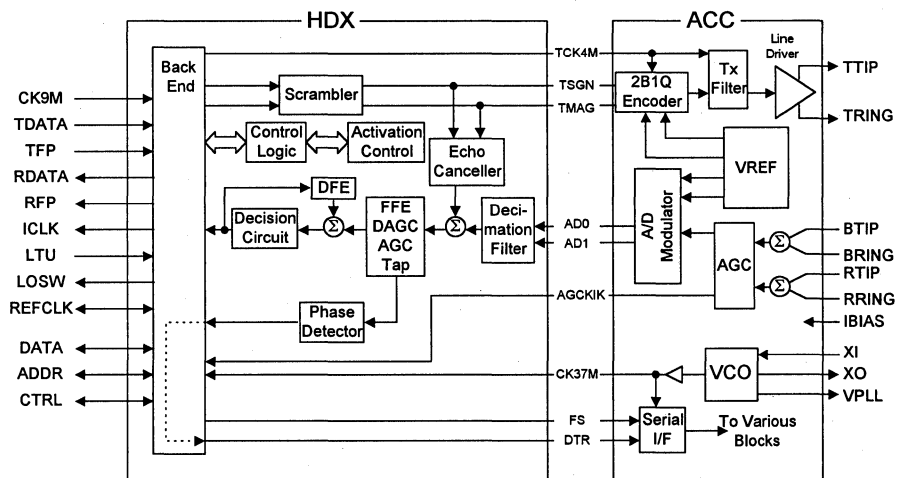 HDX
ACC
Back
End
CK9M
TDATA
TFP
RDATA
RFP
ICLK
LTU
LOSW
REFCLK
DATA
ADDR
CTRL
Scrambler
Control
Logic
Activation
Control
Echo
Canceller
DFE
Decision
Circuit
Σ
FFE
DAGC
AGC
Tap
Σ
Deci-
mation
Filter
Phase
Detector
TCK4M
TSGN
TMAG
AD0
AD1
AGCKIK
CK37M
FS
DTR
2B1Q
Encoder
Tx
Filter
Line
Driver
VREF
A/D
Modulator
AGC
Σ
Σ
VCO
Serial
I/F
To Various
Blocks
TTIP
TRING
BTIP
BRING
RTIP
RRING
IBIAS
XI
XO
VPLL